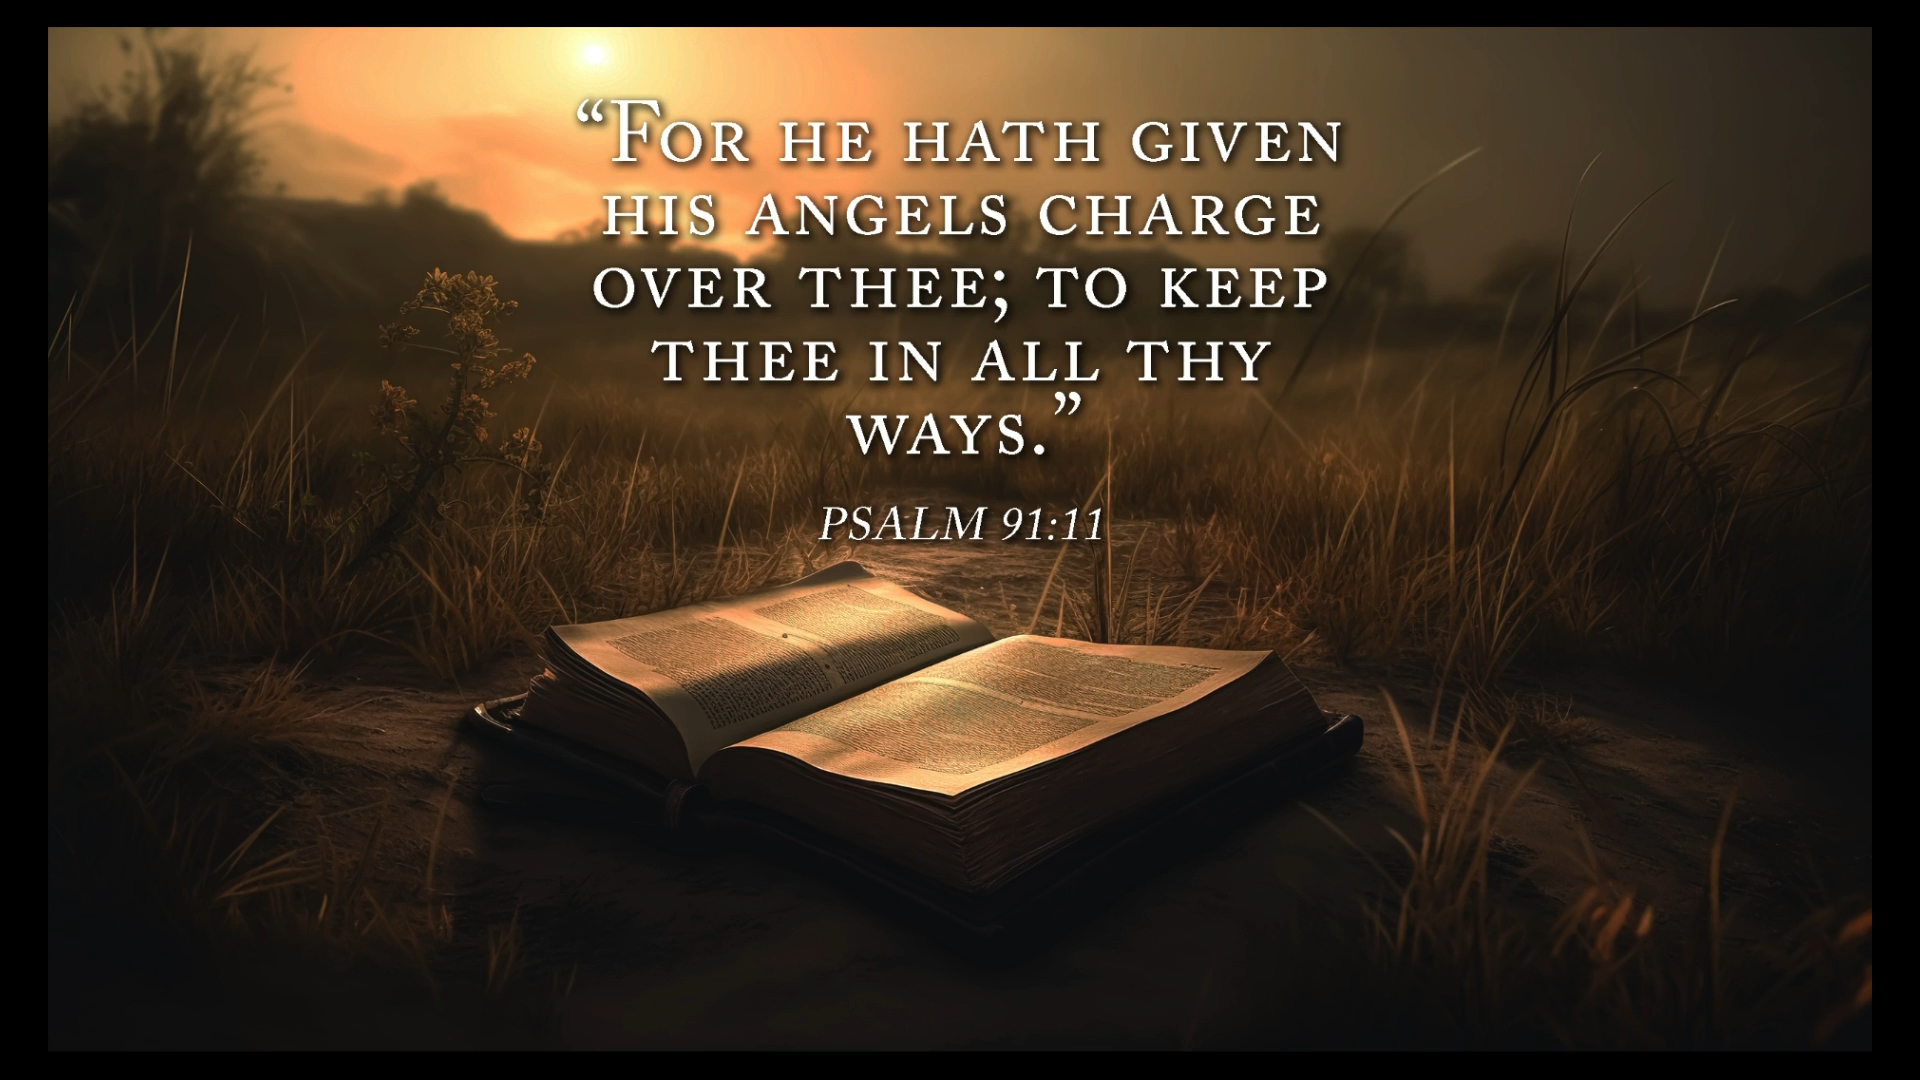 “For he hath given
his angels charge
over thee; to keep
thee in all thy
ways.”
PSALM 91:11